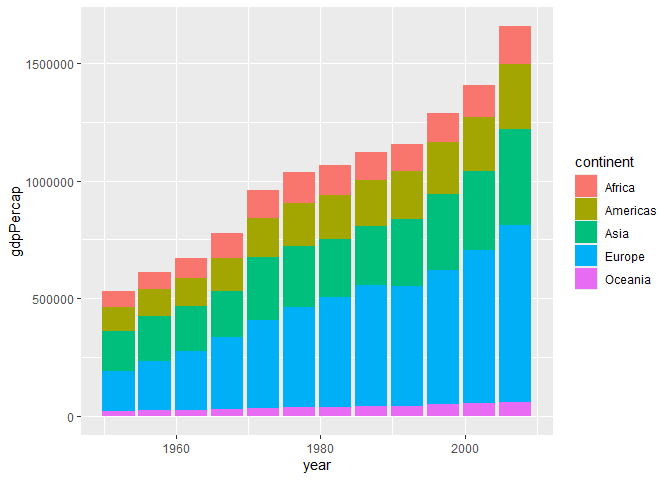 1500000
1000000
500000
0
gdpPercap
1960
1980
2000
year
continent
Africa
Americas
Asia
Europe
Oceania